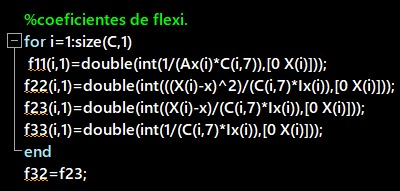 %coeficientes de flexi.
for i=1:size(C,1)
f11(i,1)=double(int(1/(Ax(i)*C(i,7)),[0 X(i)]));
f22(i,1)=double(int(((X(i)-x)^2)/(C(i,7)*Ix(i)),[0 X(i)]));
f23(i,1)=double(int((X(i)-x)/(C(i,7)*Ix(i)),[0 X(i)]));
f33(i,1)=double(int(1/(C(i,7)*Ix(i)),[0 X(i)]));
end
f32=f23;